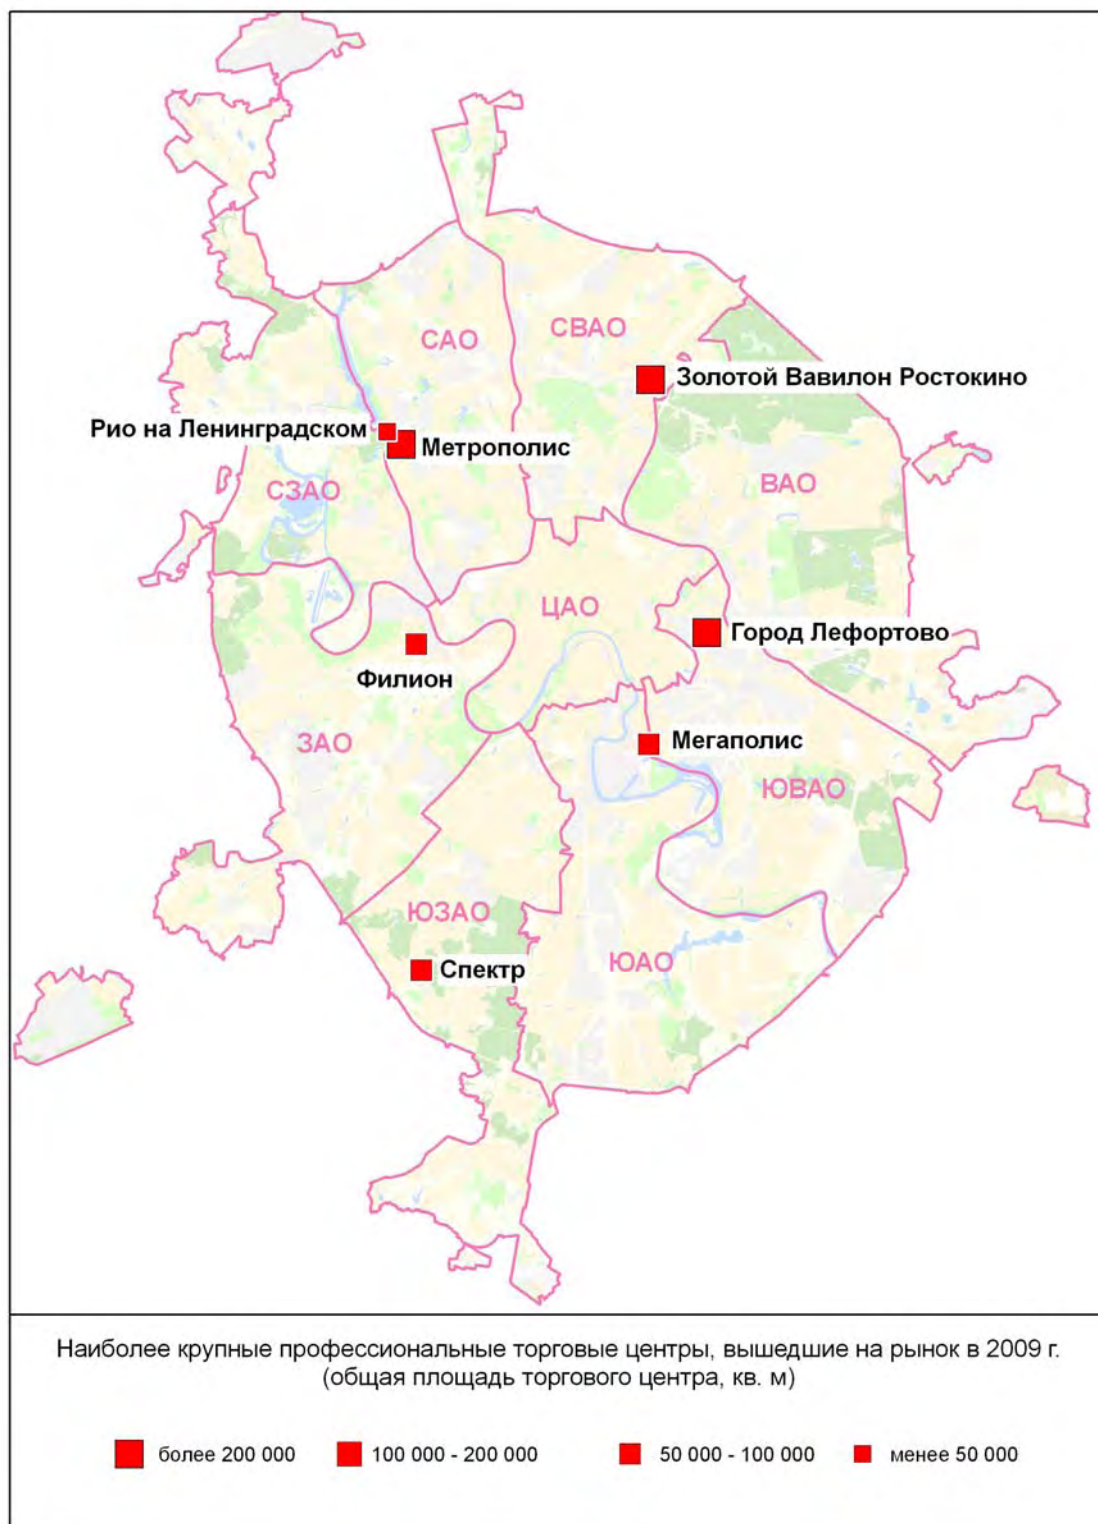 САО
СВАО
Золотой Вавилон Ростокино
Рио на Ленинградском
Метрополис
СЗАО
ВАО
ЦАО
Город Лефортово
Филион
ЗАО
Мегаполис
ЮВАО
ЮЗАО
ЮАО
Спектр
Наиболее крупные профессиональные торговые центры, вышедшие на рынок в 2009 г.
(общая площадь торгового центра, кв. м)
более 200 000 100 000 - 200 000 50 000 - 100 000 менее 50 000